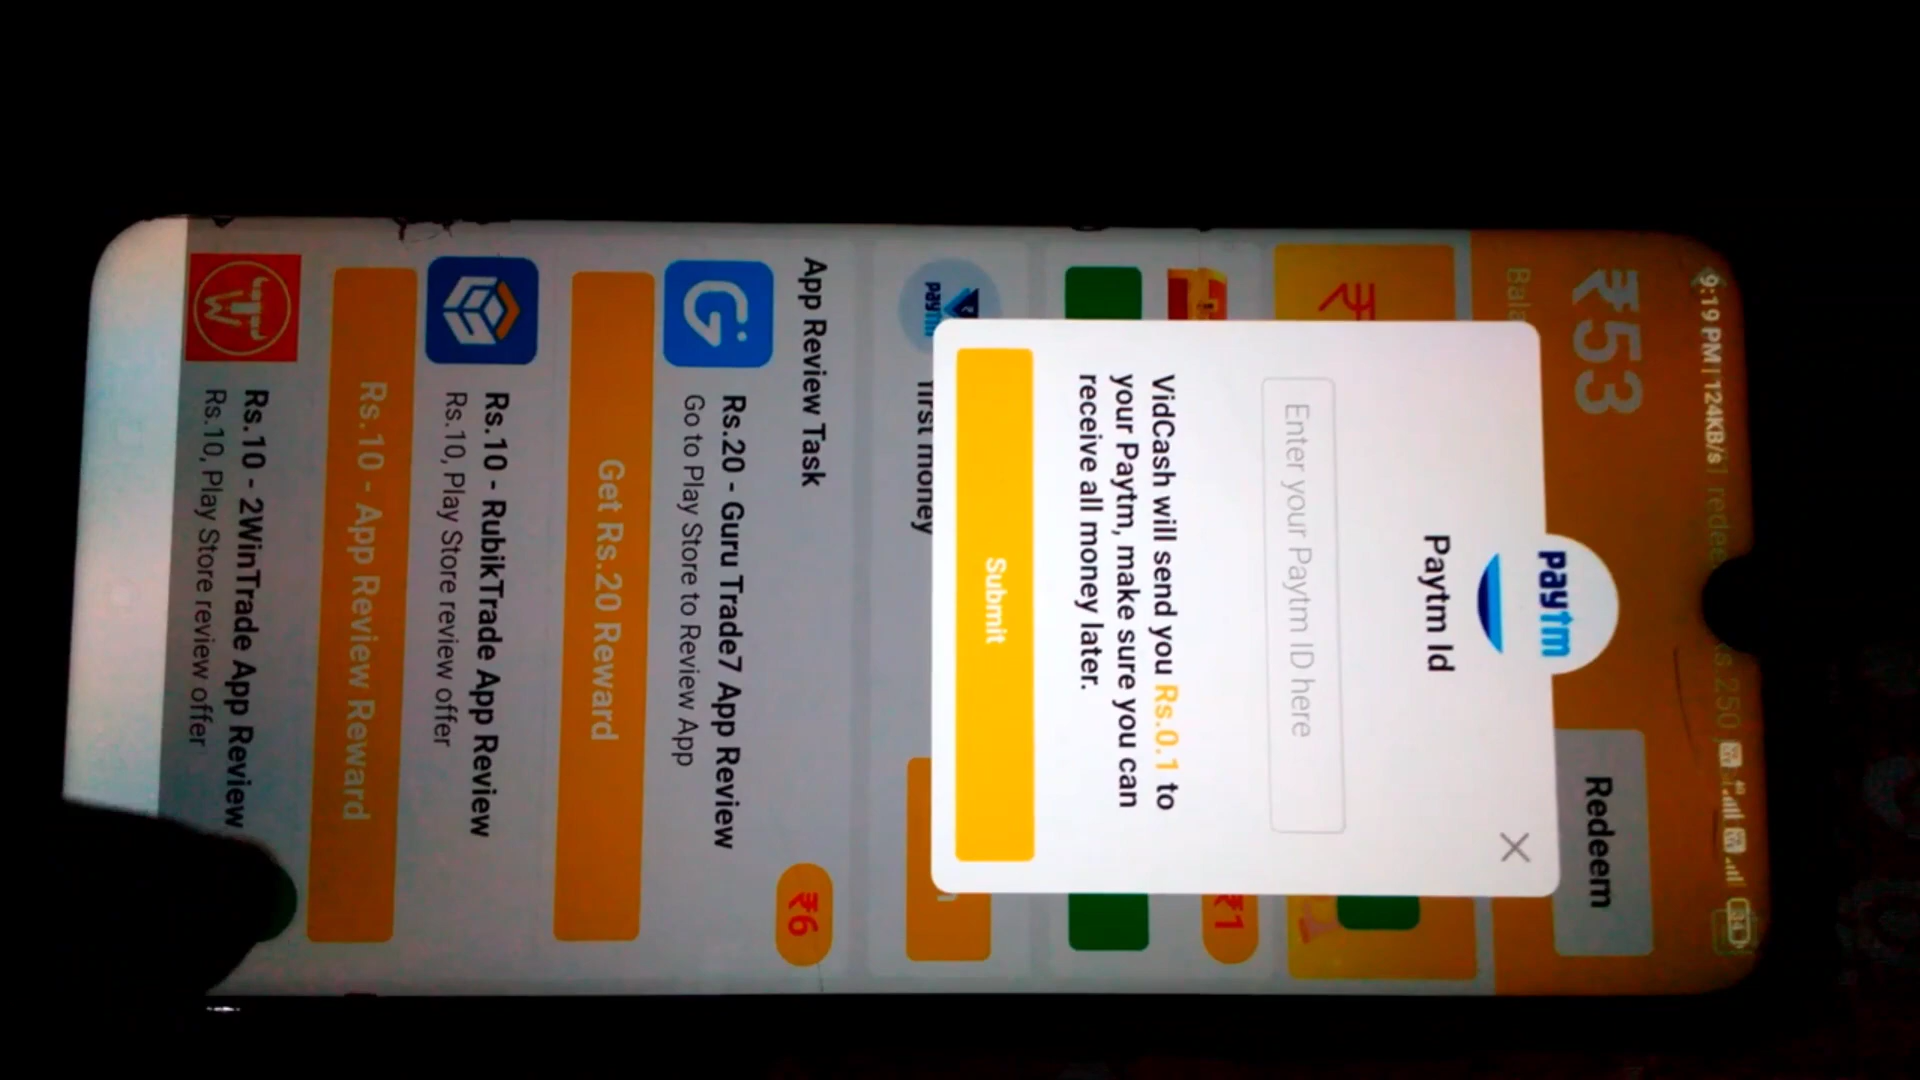 9:19 PM | 124KB/s
s.250
₹53
Redeem
Bala
₹
paytm
Paytm Id
Enter your Paytm ID here
VidCash will send you Rs.0.1 to
your Paytm, make sure you can
receive all money later.
Submit
₹1
paytm
first money
App Review Task
₹6
Rs.20 - Guru Trade7 App Review
Go to Play Store to Review App
Get Rs.20 Reward
Rs.10 - RubikTrade App Review
Rs.10, Play Store review offer
Rs.10 - App Review Reward
Rs.10 - 2WinTrade App Review
Rs.10, Play Store review offer